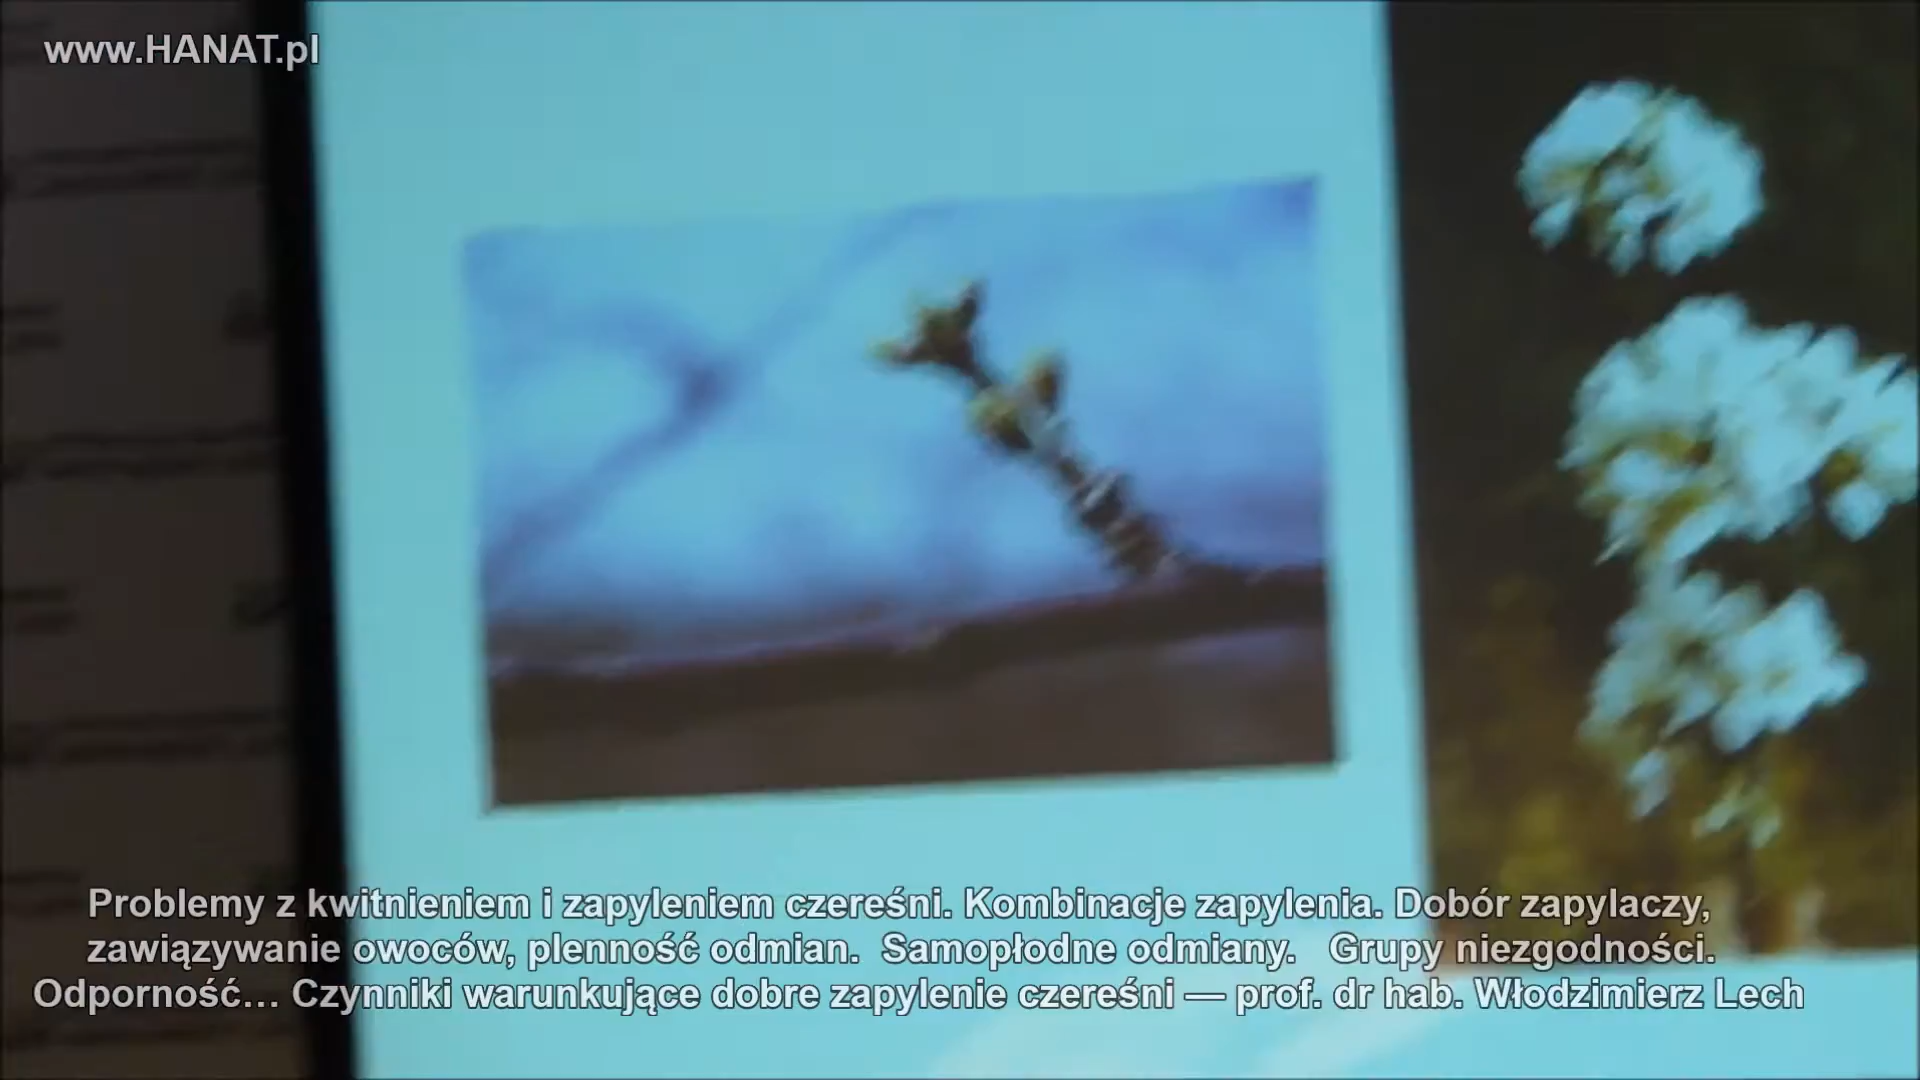 www.HANAT.pl
Problemy z kwitnieniem i zapyleniem czereśni. Kombinacje zapylenia. Dobór zapylaczy,
zawiązywanie owoców, plenność odmian.  Samopłodne odmiany.   Grupy niezgodności.
Odporność... Czynniki warunkujące dobre zapylenie czereśni — prof. dr hab. Włodzimierz Lech